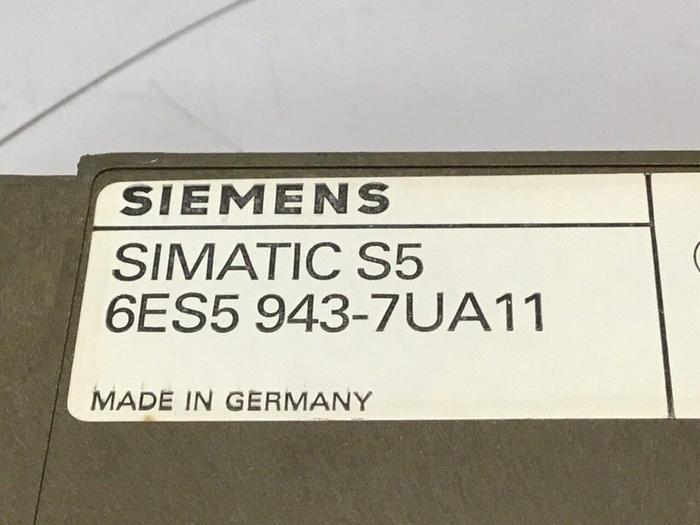 SIEMENS
SIMATIC S5
6ES5 943-7UA11
MADE IN GERMANY